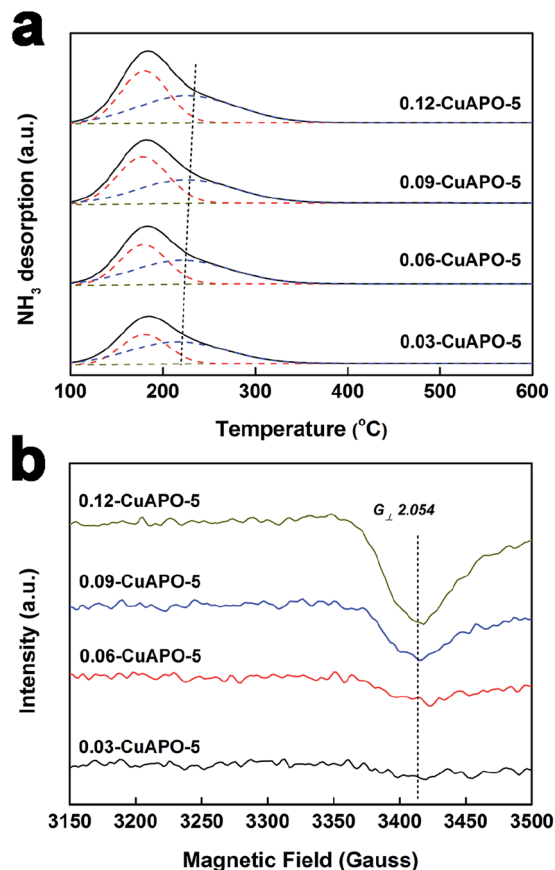 a
NH3 desorption (a.u.)
0.12-CuAPO-5
0.09-CuAPO-5
0.06-CuAPO-5
0.03-CuAPO-5
100 200 300 400 500 600
Temperature (oC)
b
Intensity (a.u.)
0.12-CuAPO-5
G⊥ 2.054
0.09-CuAPO-5
0.06-CuAPO-5
0.03-CuAPO-5
3150 3200 3250 3300 3350 3400 3450 3500
Magnetic Field (Gauss)